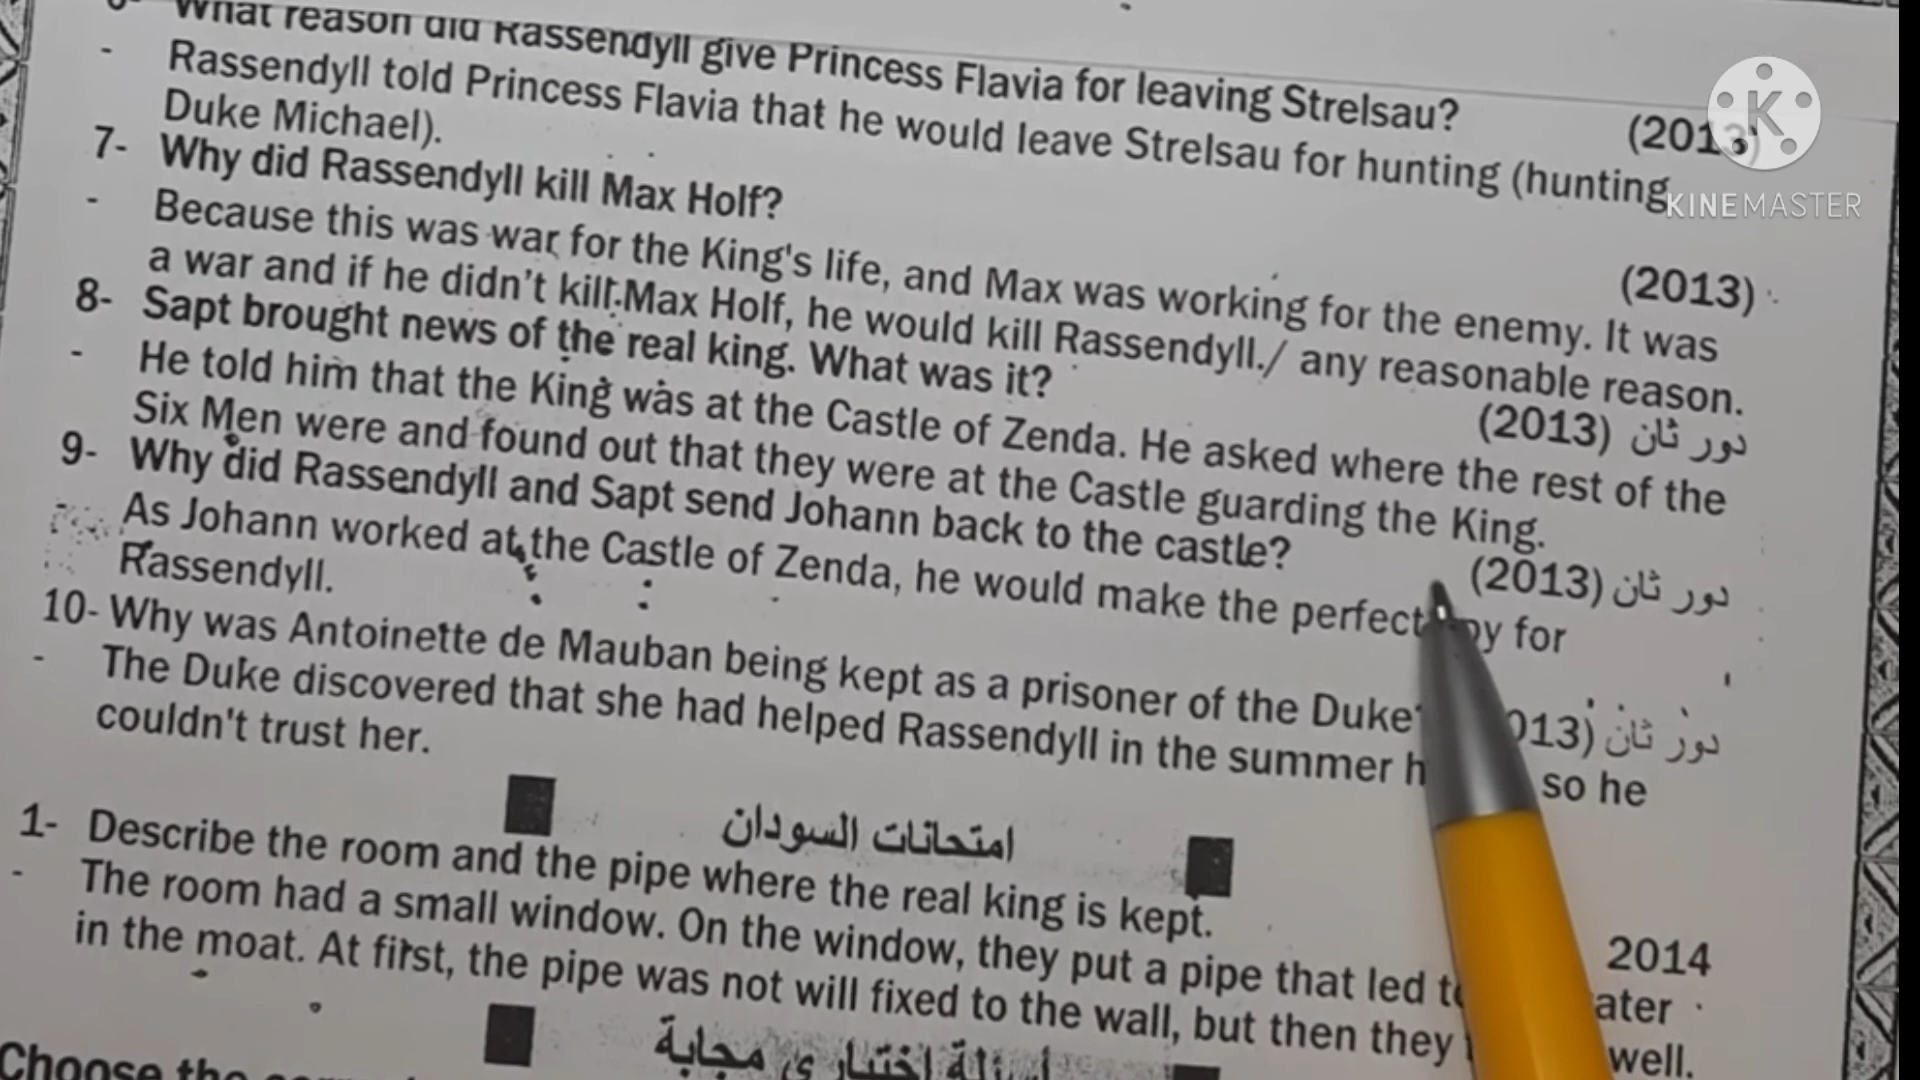 What reason did Rassendyll give Princess Flavia for leaving Strelsau? (2013)
- Rassendyll told Princess Flavia that he would leave Strelsau for hunting (hunting
Duke Michael).
7- Why did Rassendyll kill Max Holf? (2013)
- Because this was war for the King's life, and Max was working for the enemy. It was
a war and if he didn't kill Max Holf, he would kill Rassendyll./ any reasonable reason.
8- Sapt brought news of the real king. What was it? (2013) دور ثان
- He told him that the King was at the Castle of Zenda. He asked where the rest of the
Six Men were and found out that they were at the Castle guarding the King.
9- Why did Rassendyll and Sapt send Johann back to the castle? (2013) دور ثان
As Johann worked at the Castle of Zenda, he would make the perfect for
Rassendyll.
10- Why was Antoinette de Mauban being kept as a prisoner of the Duke 013) دور ثان
- The Duke discovered that she had helped Rassendyll in the summer so he
couldn't trust her.
امتحانات السودان
1- Describe the room and the pipe where the real king is kept. 2014
- The room had a small window. On the window, they put a pipe that led
in the moat. At first, the pipe was not will fixed to the wall, but then they well.
أسئلة اختياري مجابة
Choose the
KINEMASTER